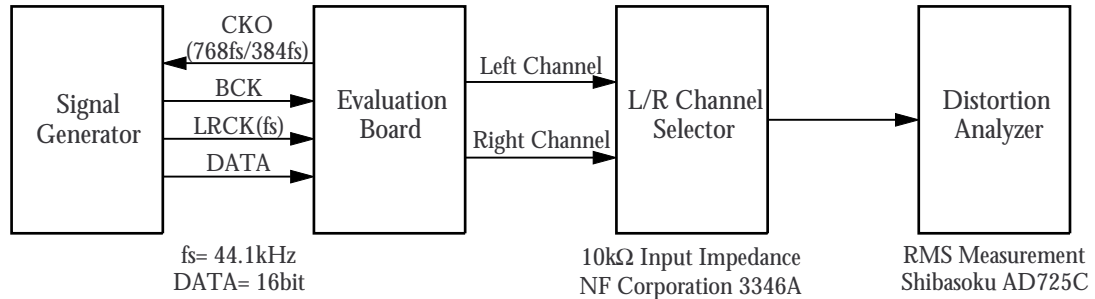 CKO
(768fs/384fs)
BCK
LRCK(fs)
DATA
Signal
Generator
Evaluation
Board
Left Channel
Right Channel
L/R Channel
Selector
Distortion
Analyzer
fs= 44.1kHz
DATA= 16bit
10kΩ Input Impedance
NF Corporation 3346A
RMS Measurement
Shibasoku AD725C